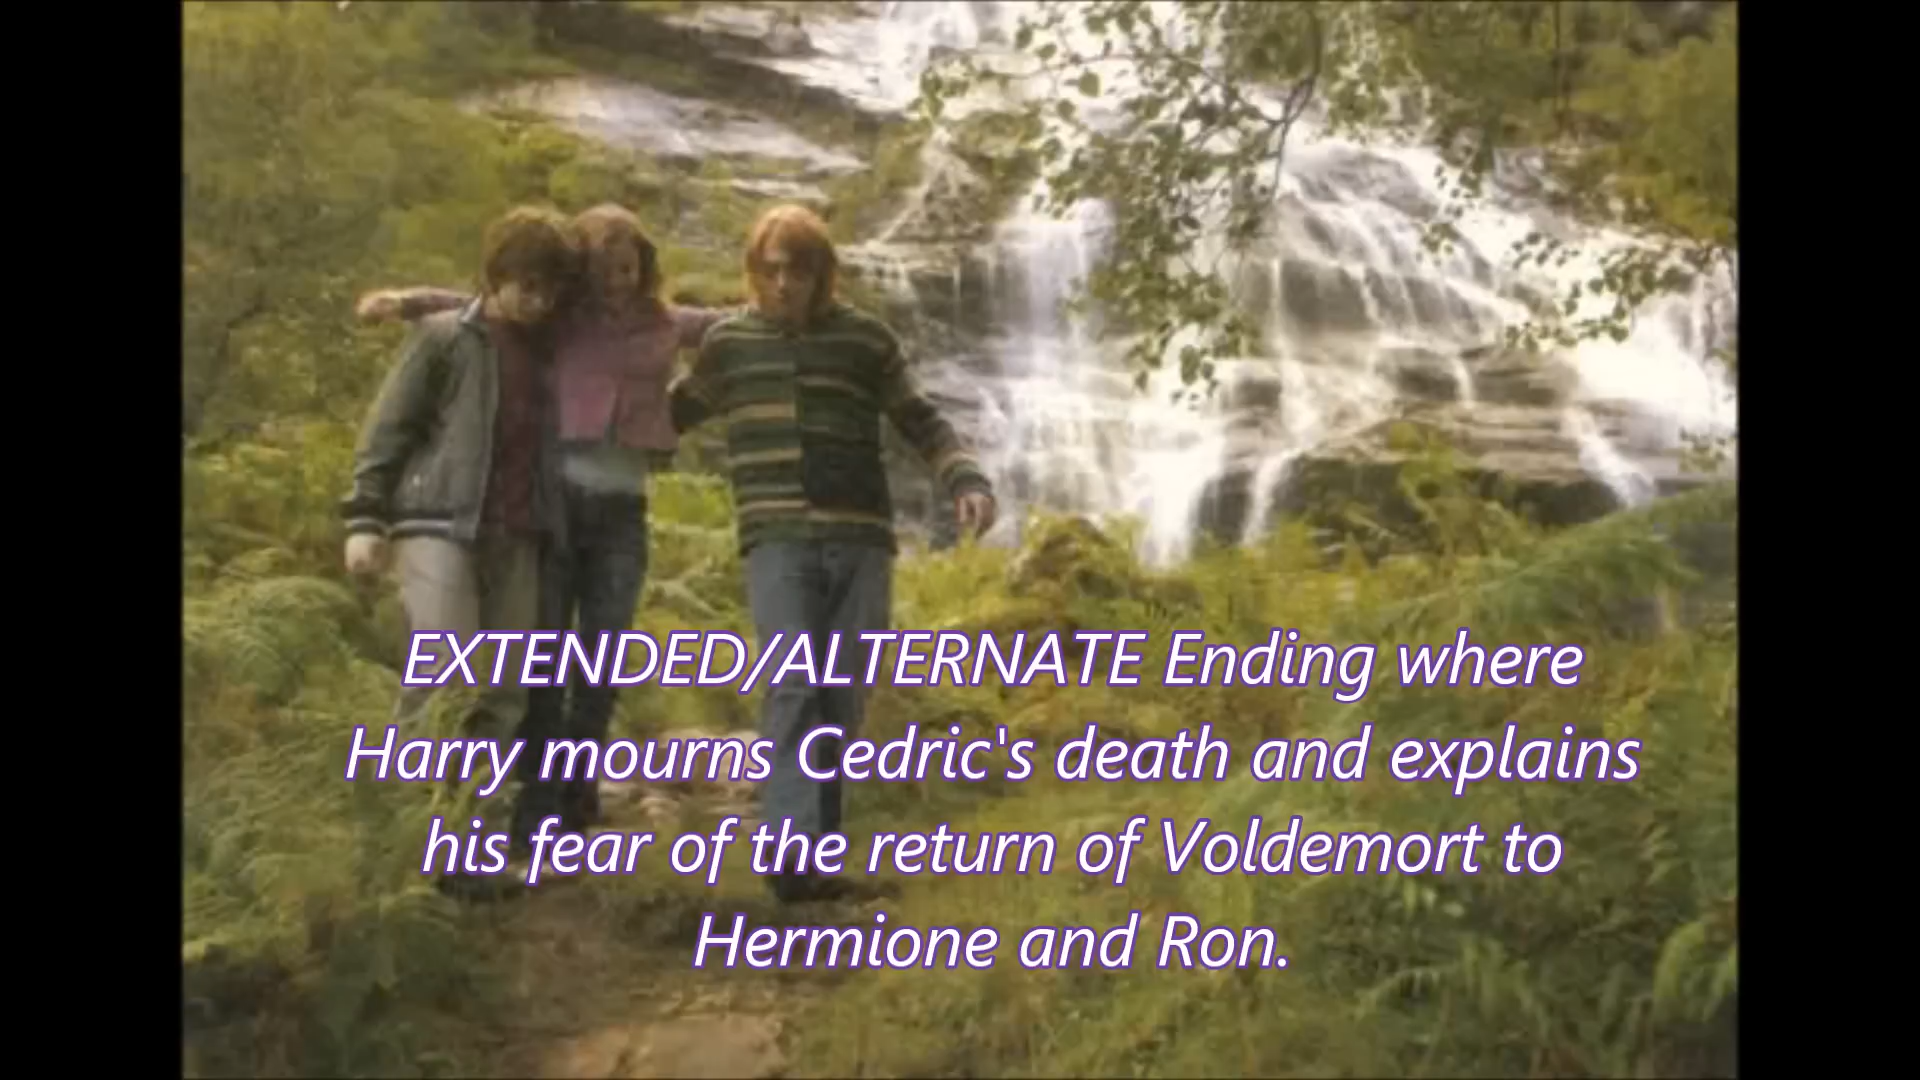 EXTENDED/ALTERNATE Ending where
Harry mourns Cedric's death and explains
his fear of the return of Voldemort to
Hermione and Ron.